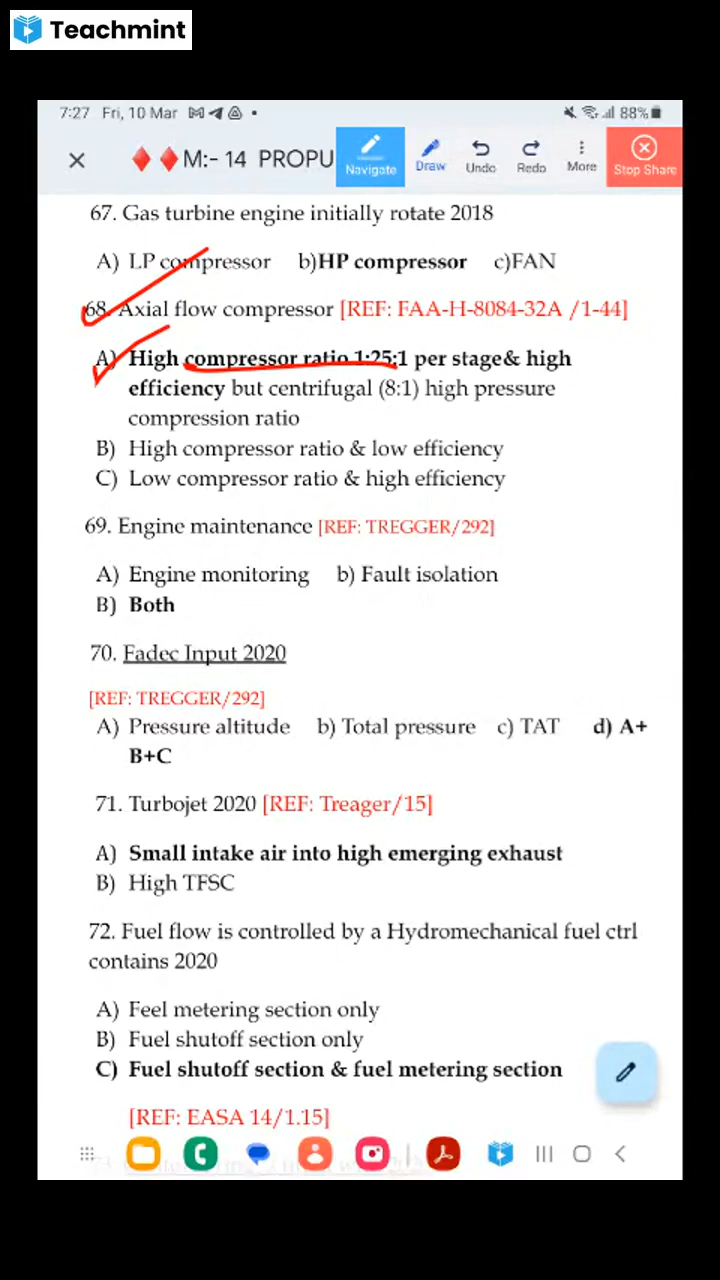 Teachmint
7:27 Fri, 10 Mar 88%
M:- 14 PROPU Navigate Draw Undo Redo More Stop Share
67. Gas turbine engine initially rotate 2018
A) LP compressor b)HP compressor c)FAN
68. Axial flow compressor [REF: FAA-H-8084-32A /1-44]
A) High compressor ratio 1:25:1 per stage& high
efficiency but centrifugal (8:1) high pressure
compression ratio
B) High compressor ratio & low efficiency
C) Low compressor ratio & high efficiency
69. Engine maintenance [REF: TREGGER/292]
A) Engine monitoring b) Fault isolation
B) Both
70. Fadec Input 2020
[REF: TREGGER/292]
A) Pressure altitude b) Total pressure c) TAT d) A+
B+C
71. Turbojet 2020 [REF: Treager/15]
A) Small intake air into high emerging exhaust
B) High TFSC
72. Fuel flow is controlled by a Hydromechanical fuel ctrl
contains 2020
A) Feel metering section only
B) Fuel shutoff section only
C) Fuel shutoff section & fuel metering section
[REF: EASA 14/1.15]